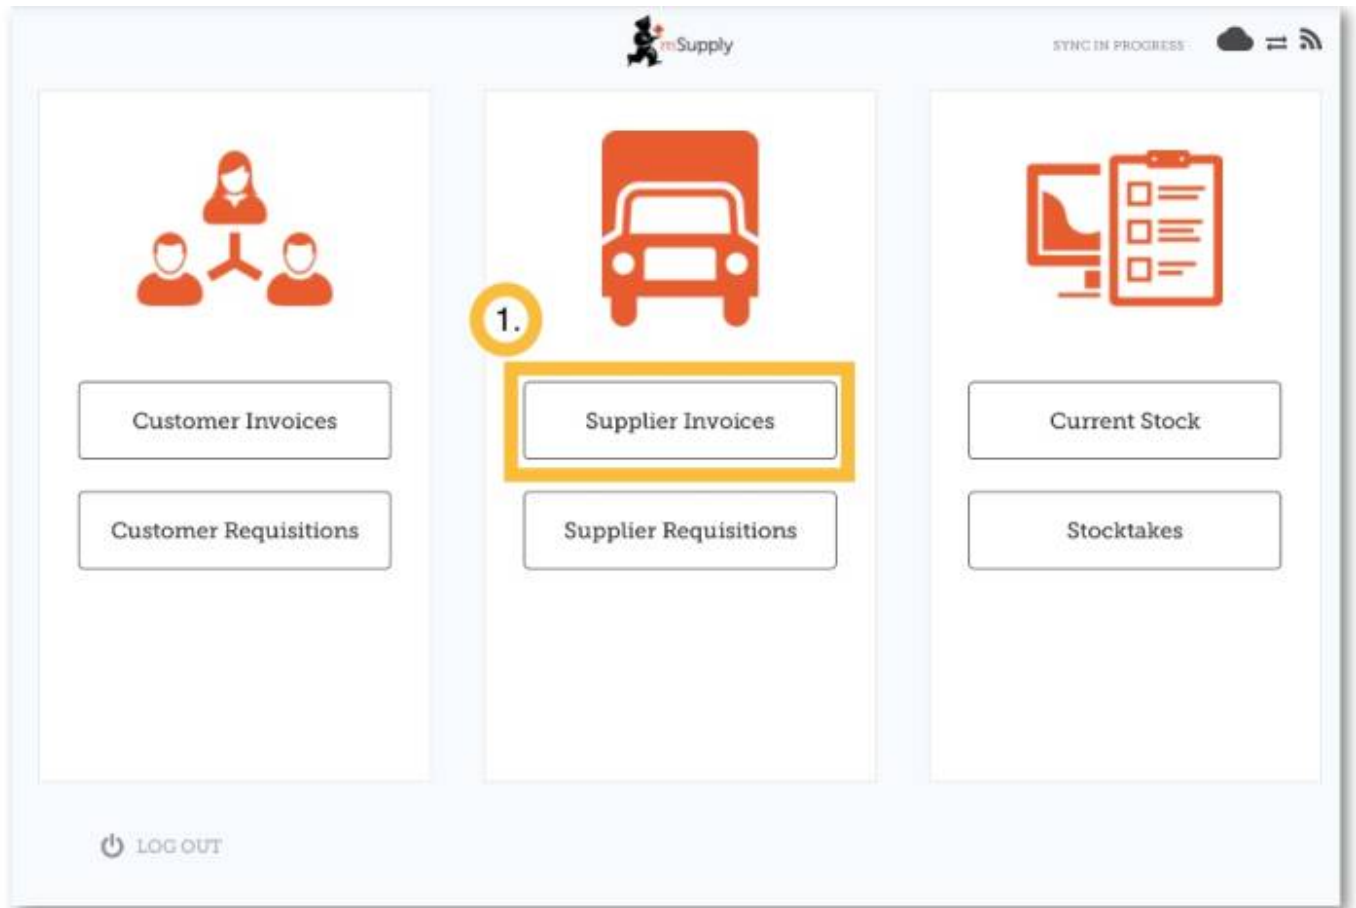 mSupply
SYNC IN PROGRESS
1.
Customer Invoices
Supplier Invoices
Current Stock
Customer Requisitions
Supplier Requisitions
Stocktakes
LOG OUT